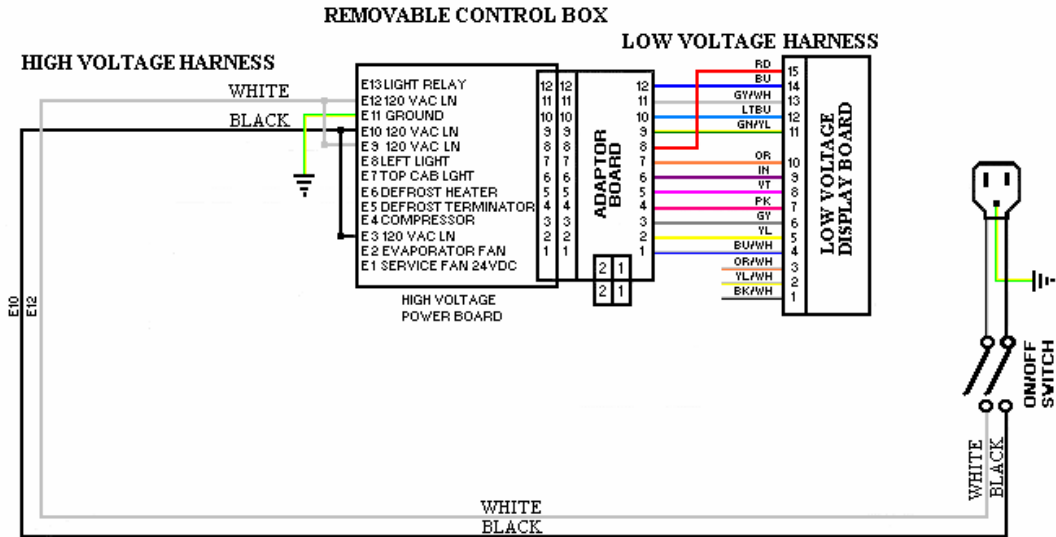 REMOVABLE CONTROL BOX
LOW VOLTAGE HARNESS
HIGH VOLTAGE HARNESS
WHITE
BLACK
E13 LIGHT RELAY
E12 120 VAC LN
E11 GROUND
E10 120 VAC LN
E9 120 VAC LN
E8 LEFT LIGHT
E7 TOP CAB LGHT
E6 DEFROST HEATER
E5 DEFROST TERMINATOR
E4 COMPRESSOR
E3 120 VAC LN
E2 EVAPORATOR FAN
E1 SERVICE FAN 24VDC
HIGH VOLTAGE
POWER BOARD
12 12
11 11
10 10
9 9
8 8
7 7
6 6
5 5
4 4
3 3
2 2
1 1
ADAPTOR
BOARD
12
11
10
9
8
7
6
5
4
3
2
1
2 1
2 1
RD 15
BU 14
GY/WH 13
LTBU 12
GN/YL 11
OR 10
IN 9
VT 8
PK 7
GY 6
YL 5
BU/WH 4
OR/WH 3
YL/WH 2
BK/WH 1
LOW VOLTAGE
DISPLAY BOARD
ON/OFF
SWITCH
WHITE
BLACK
E10
E12
WHITE
BLACK